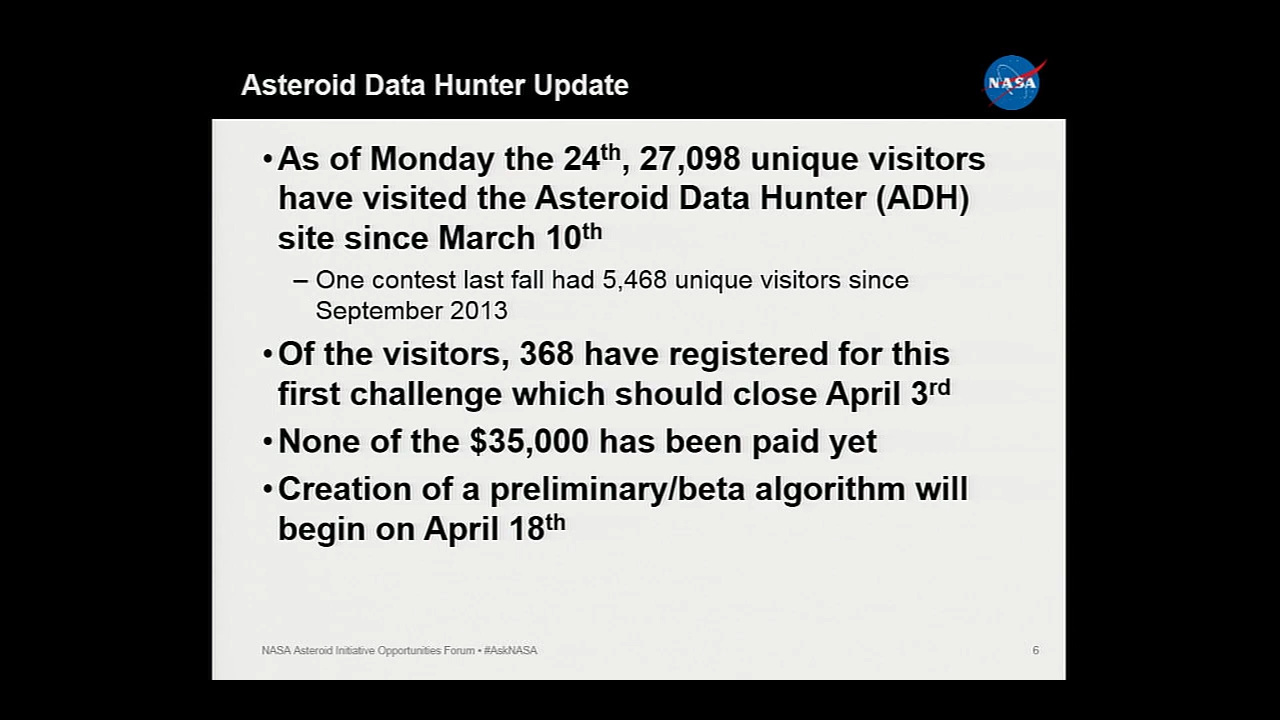 Asteroid Data Hunter Update
NASA
•As of Monday the 24th, 27,098 unique visitors
have visited the Asteroid Data Hunter (ADH)
site since March 10th
– One contest last fall had 5,468 unique visitors since
September 2013
•Of the visitors, 368 have registered for this
first challenge which should close April 3rd
•None of the $35,000 has been paid yet
•Creation of a preliminary/beta algorithm will
begin on April 18th
NASA Asteroid Initiative Opportunities Forum • #AskNASA
6